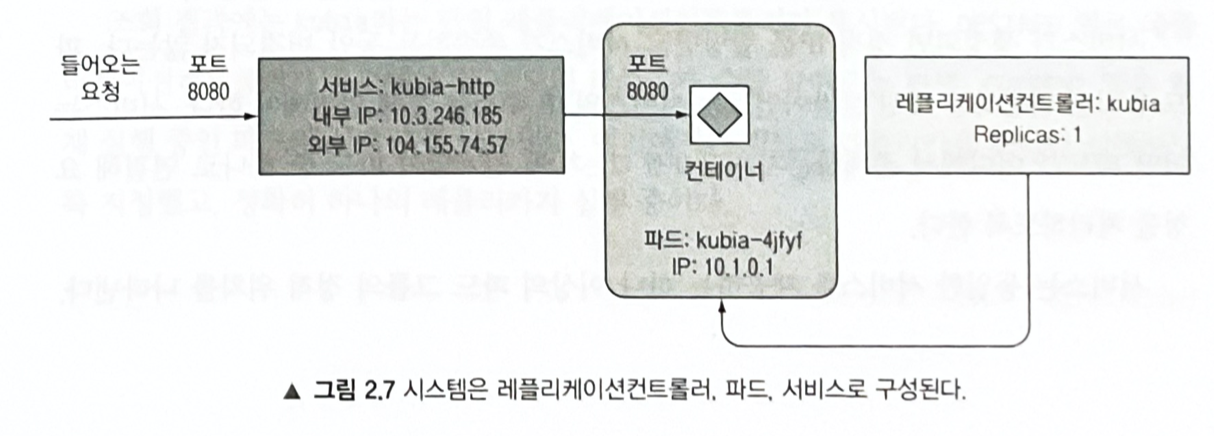 들어오는
요청
포트
8080
서비스: kubia-http
내부 IP: 10.3.246.185
외부 IP: 104.155.74.57
포트
8080
컨테이너
파드: kubia-4jfyf
IP: 10.1.0.1
레플리케이션컨트롤러: kubia
Replicas: 1
▲ 그림 2.7 시스템은 레플리케이션컨트롤러, 파드, 서비스로 구성된다.